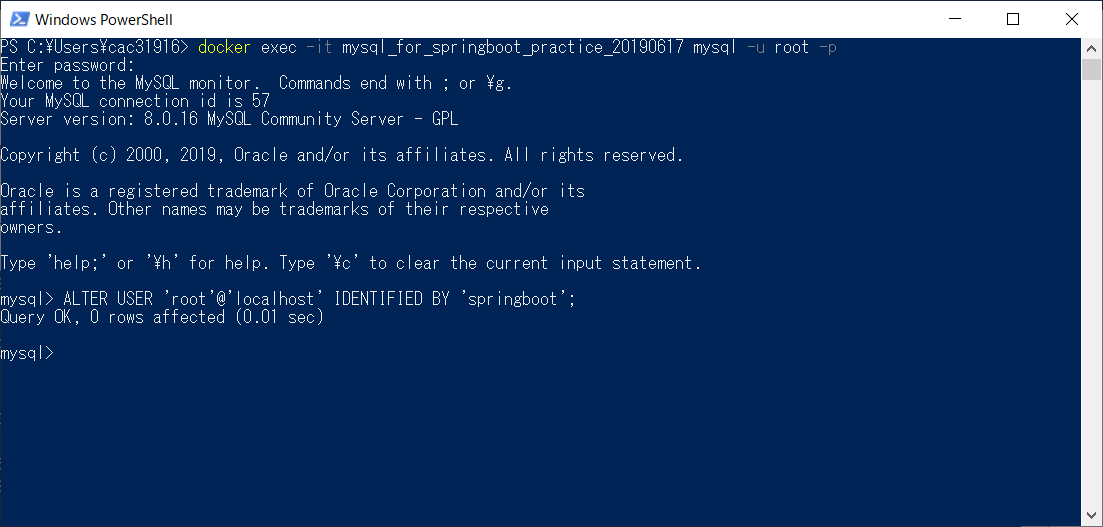 Windows PowerShell
PS C:¥Users¥cac31916> docker exec -it mysql_for_springboot_practice_20190617 mysql -u root -p
Enter password:
Welcome to the MySQL monitor.  Commands end with ; or ¥g.
Your MySQL connection id is 57
Server version: 8.0.16 MySQL Community Server - GPL
Copyright (c) 2000, 2019, Oracle and/or its affiliates. All rights reserved.
Oracle is a registered trademark of Oracle Corporation and/or its
affiliates. Other names may be trademarks of their respective
owners.
Type 'help;' or '¥h' for help. Type '¥c' to clear the current input statement.
mysql> ALTER USER 'root'@'localhost' IDENTIFIED BY 'springboot';
Query OK, 0 rows affected (0.01 sec)
mysql>